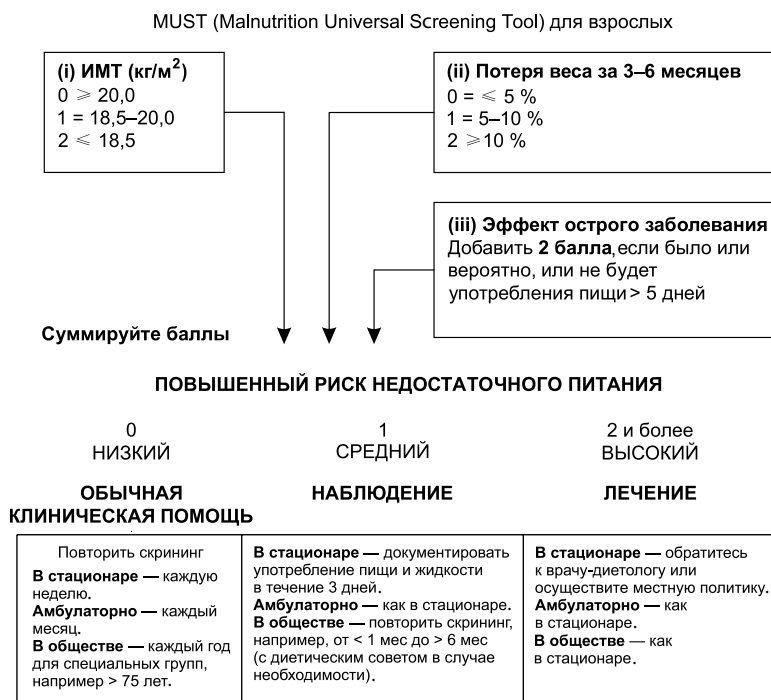 MUST (Malnutrition Universal Screening Tool) для взрослых
(i) ИМТ (кг/м²)
0 ⩾ 20,0
1 = 18,5–20,0
2 ⩽ 18,5
(ii) Потеря веса за 3–6 месяцев
0 = ⩽ 5 %
1 = 5–10 %
2 ⩾10 %
(iii) Эффект острого заболевания
Добавить 2 балла, если было или
вероятно, или не будет
употребления пищи > 5 дней
Суммируйте баллы
ПОВЫШЕННЫЙ РИСК НЕДОСТАТОЧНОГО ПИТАНИЯ
0
НИЗКИЙ
ОБЫЧНАЯ
КЛИНИЧЕСКАЯ ПОМОЩЬ
Повторить скрининг
В стационаре — каждую
неделю.
Амбулаторно — каждый
месяц.
В обществе — каждый год
для специальных групп,
например > 75 лет.
1
СРЕДНИЙ
НАБЛЮДЕНИЕ
В стационаре — документировать
употребление пищи и жидкости
в течение 3 дней.
Амбулаторно — как в стационаре.
В обществе — повторить скрининг,
например, от < 1 мес до > 6 мес
(с диетическим советом в случае
необходимости).
2 и более
ВЫСОКИЙ
ЛЕЧЕНИЕ
В стационаре — обратитесь
к врачу-диетологу или
осуществите местную политику.
Амбулаторно — как
в стационаре.
В обществе — как
в стационаре.